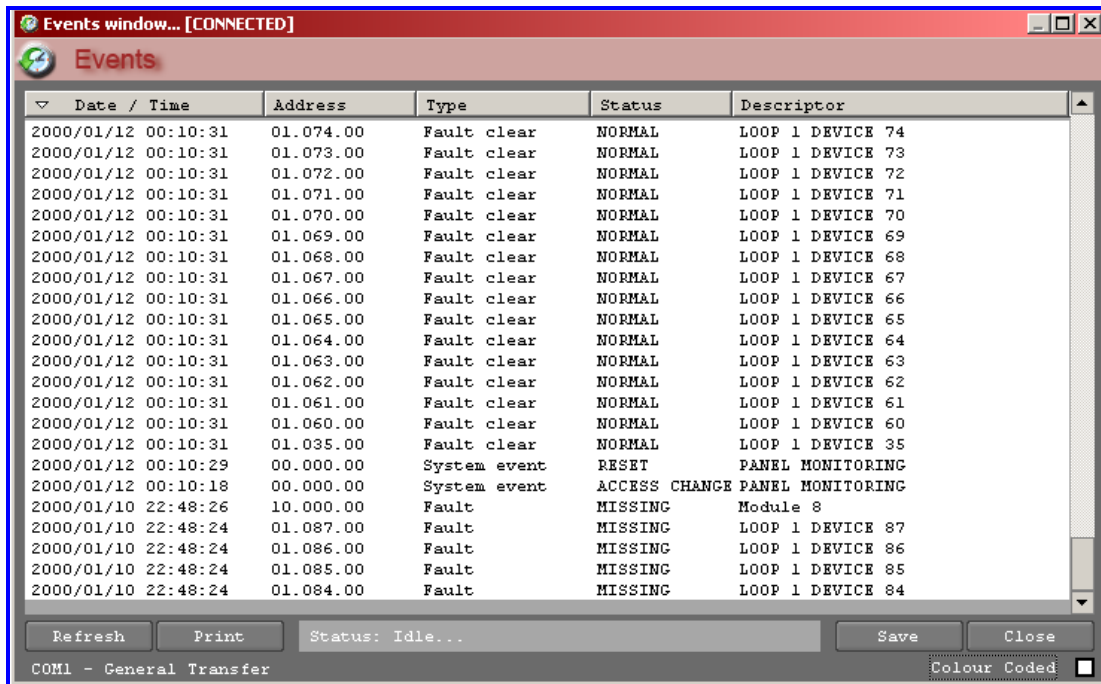 Events window... [CONNECTED]
Events
Date / Time Address Type Status Descriptor
2000/01/12 00:10:31 01.074.00 Fault clear NORMAL LOOP 1 DEVICE 74
2000/01/12 00:10:31 01.073.00 Fault clear NORMAL LOOP 1 DEVICE 73
2000/01/12 00:10:31 01.072.00 Fault clear NORMAL LOOP 1 DEVICE 72
2000/01/12 00:10:31 01.071.00 Fault clear NORMAL LOOP 1 DEVICE 71
2000/01/12 00:10:31 01.070.00 Fault clear NORMAL LOOP 1 DEVICE 70
2000/01/12 00:10:31 01.069.00 Fault clear NORMAL LOOP 1 DEVICE 69
2000/01/12 00:10:31 01.068.00 Fault clear NORMAL LOOP 1 DEVICE 68
2000/01/12 00:10:31 01.067.00 Fault clear NORMAL LOOP 1 DEVICE 67
2000/01/12 00:10:31 01.066.00 Fault clear NORMAL LOOP 1 DEVICE 66
2000/01/12 00:10:31 01.065.00 Fault clear NORMAL LOOP 1 DEVICE 65
2000/01/12 00:10:31 01.064.00 Fault clear NORMAL LOOP 1 DEVICE 64
2000/01/12 00:10:31 01.063.00 Fault clear NORMAL LOOP 1 DEVICE 63
2000/01/12 00:10:31 01.062.00 Fault clear NORMAL LOOP 1 DEVICE 62
2000/01/12 00:10:31 01.061.00 Fault clear NORMAL LOOP 1 DEVICE 61
2000/01/12 00:10:31 01.060.00 Fault clear NORMAL LOOP 1 DEVICE 60
2000/01/12 00:10:31 01.035.00 Fault clear NORMAL LOOP 1 DEVICE 35
2000/01/12 00:10:29 00.000.00 System event RESET PANEL MONITORING
2000/01/12 00:10:18 00.000.00 System event ACCESS CHANGE PANEL MONITORING
2000/01/10 22:48:26 10.000.00 Fault MISSING Module 8
2000/01/10 22:48:24 01.087.00 Fault MISSING LOOP 1 DEVICE 87
2000/01/10 22:48:24 01.086.00 Fault MISSING LOOP 1 DEVICE 86
2000/01/10 22:48:24 01.085.00 Fault MISSING LOOP 1 DEVICE 85
2000/01/10 22:48:24 01.084.00 Fault MISSING LOOP 1 DEVICE 84
Refresh Print Status: Idle... Save Close
COM1 - General Transfer Colour Coded